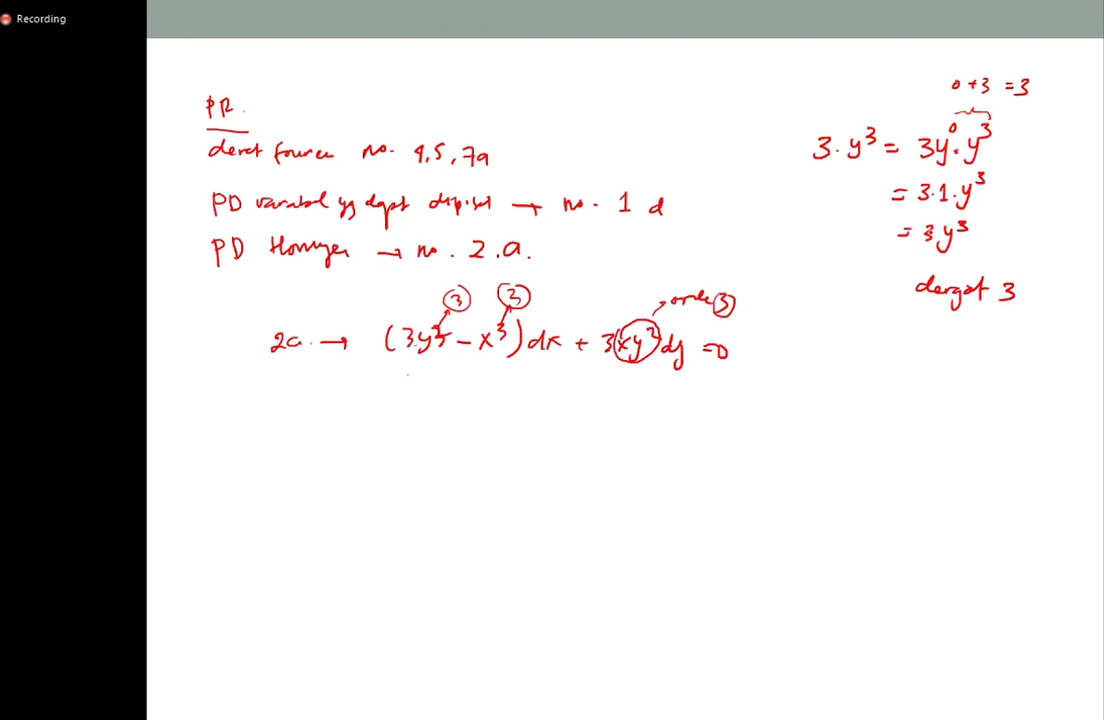 Recording
PR.
deret fourier no. 4,5,7a
PD variabel yg dapat dipisah → no. 1 d
PD Homogen → no. 2.a.
③ ③ → orde ③
2a. → (3y³ - x³) dx + 3xy² dy = 0
0 + 3 = 3
3·y³ = 3y⁰·y³
= 3·1·y³
= 3y³
derajat 3